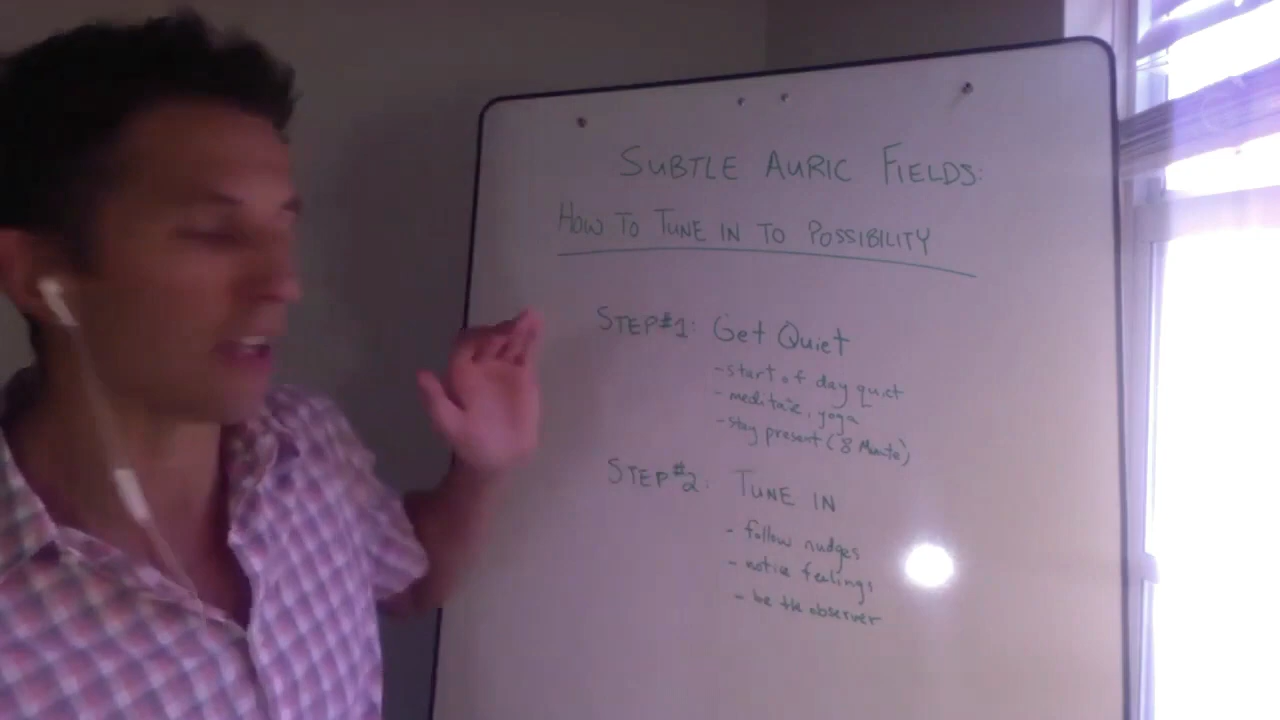 SUBTLE AURIC FIELDS:
HOW TO TUNE IN TO POSSIBILITY
STEP #1: Get Quiet
- start of day quiet
- meditate, yoga
- stay present (8 Minute)
STEP #2: TUNE IN
- follow nudges
- notice feelings
- be the observer